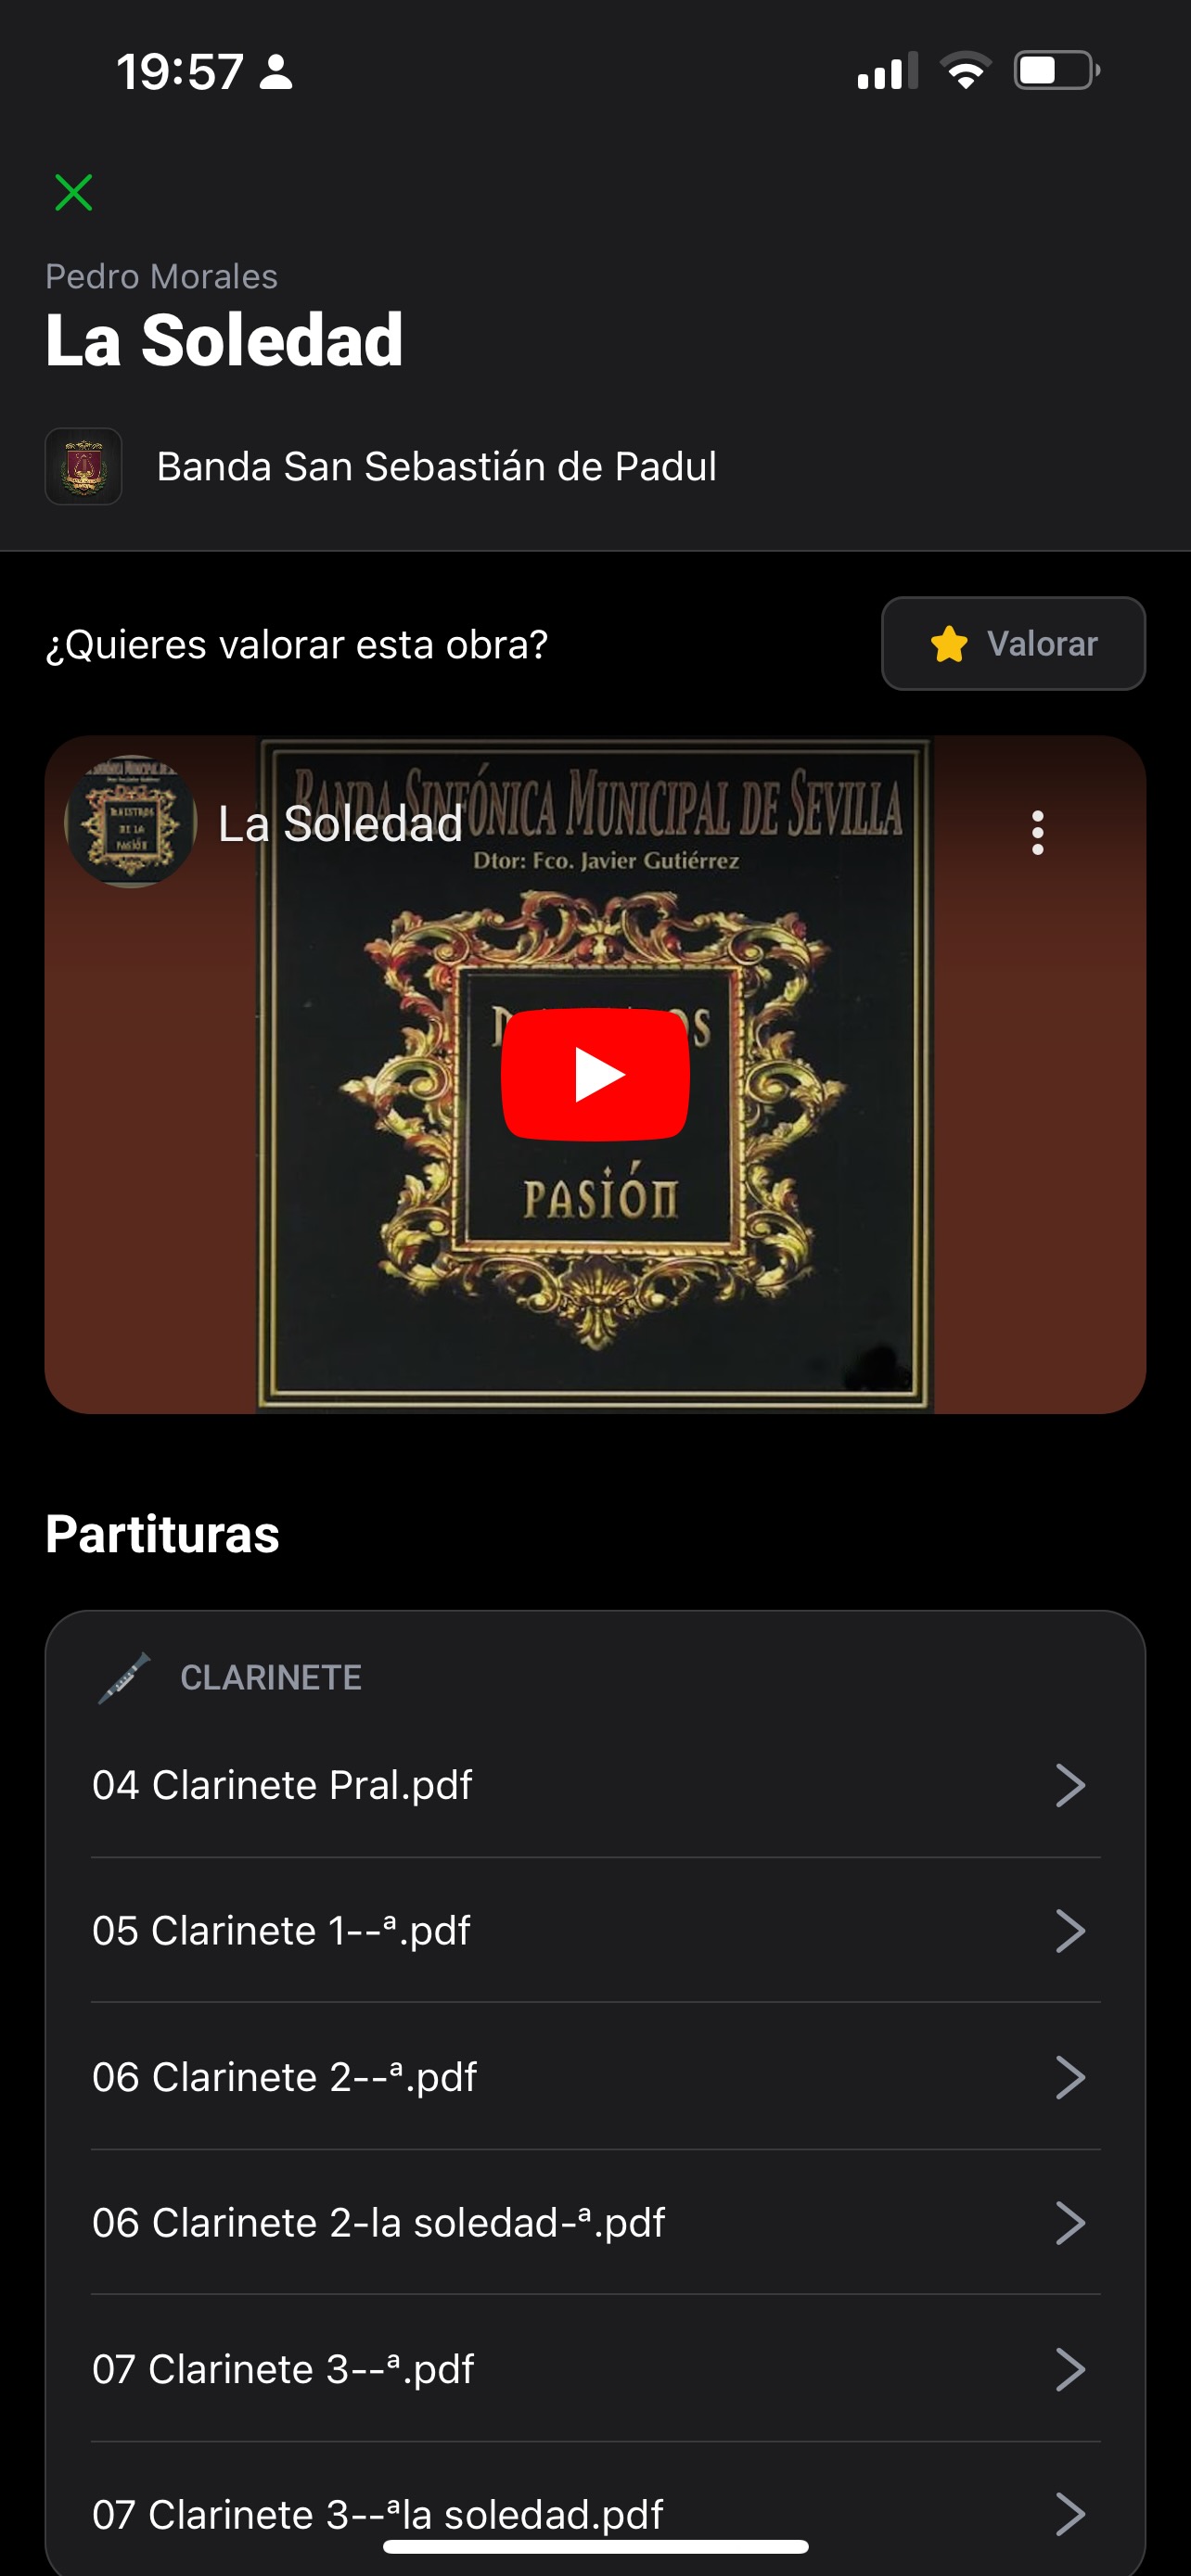 19:57
Pedro Morales
La Soledad
Banda San Sebastián de Padul
¿Quieres valorar esta obra?
Valorar
La Soledad
BANDA SINFÓNICA MUNICIPAL DE SEVILLA
Dtor: Fco. Javier Gutiérrez
PASIÓN
Partituras
CLARINETE
04 Clarinete Pral.pdf
05 Clarinete 1--ª.pdf
06 Clarinete 2--ª.pdf
06 Clarinete 2-la soledad-ª.pdf
07 Clarinete 3--ª.pdf
07 Clarinete 3--ªla soledad.pdf